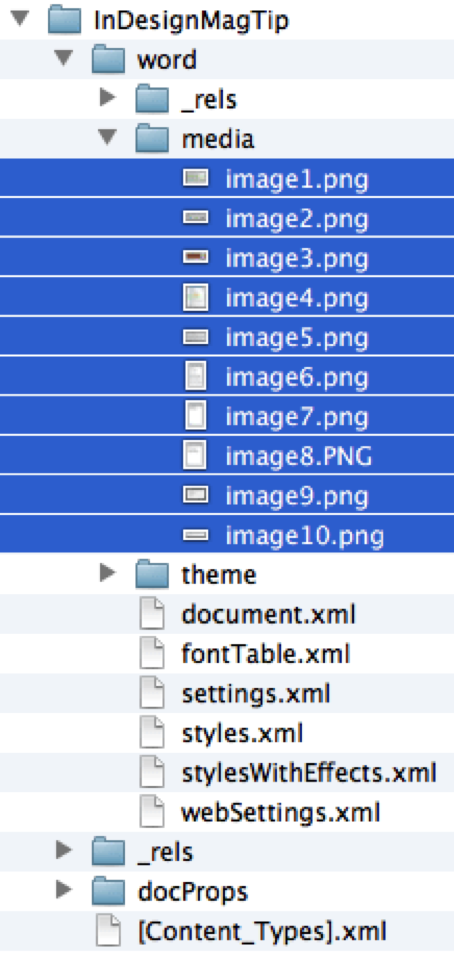 InDesignMagTip
word
_rels
media
image1.png
image2.png
image3.png
image4.png
image5.png
image6.png
image7.png
image8.PNG
image9.png
image10.png
theme
document.xml
fontTable.xml
settings.xml
styles.xml
stylesWithEffects.xml
webSettings.xml
_rels
docProps
[Content_Types].xml